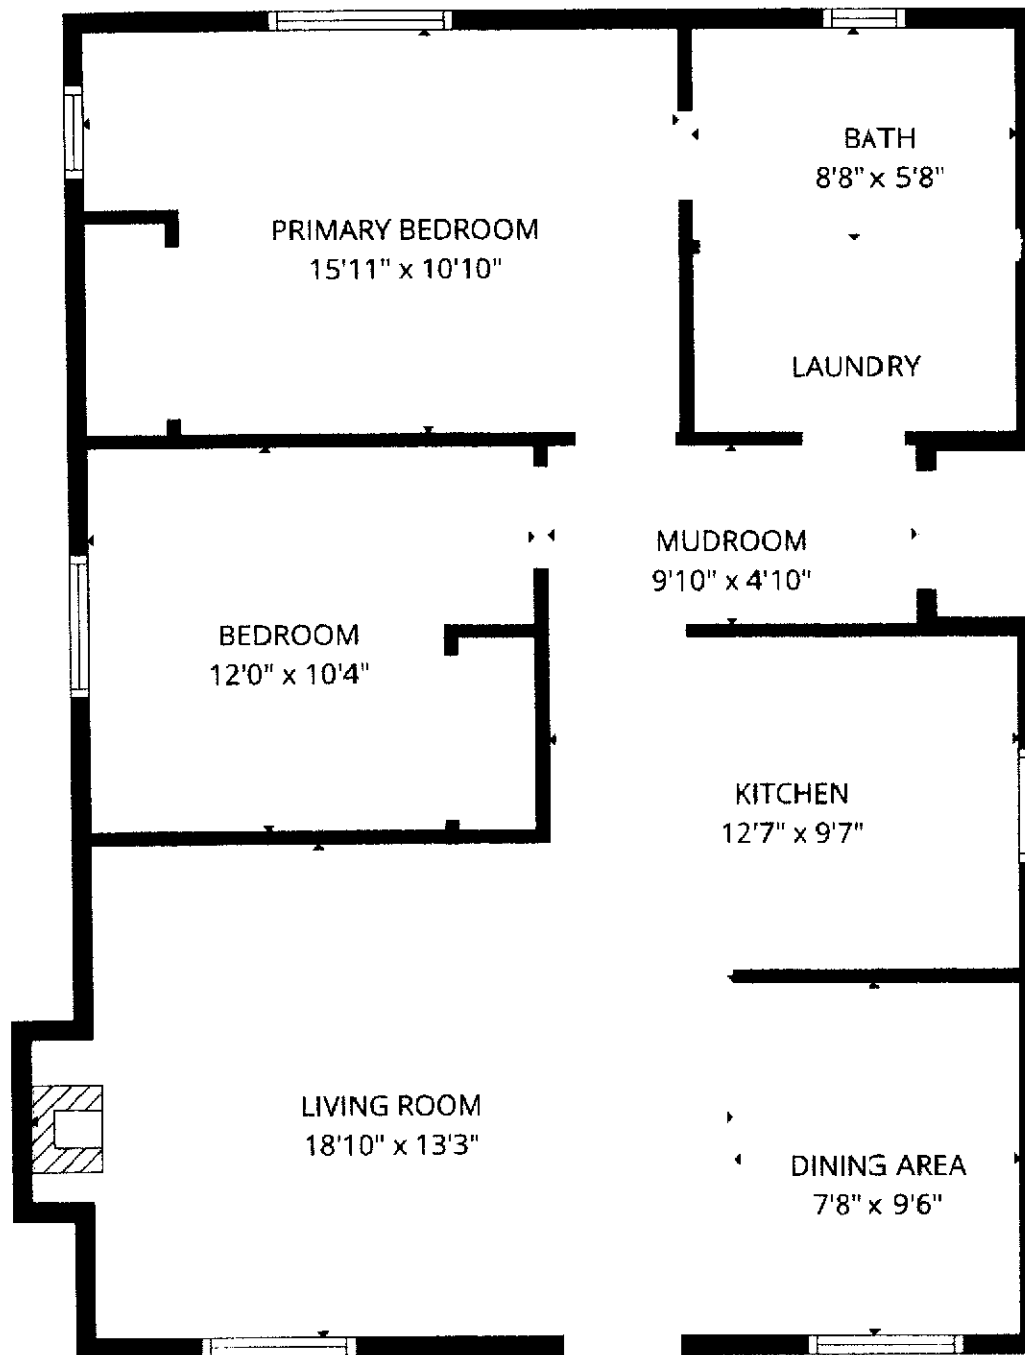 BATH
8'8" x 5'8"
PRIMARY BEDROOM
15'11" x 10'10"
LAUNDRY
MUDROOM
9'10" x 4'10"
BEDROOM
12'0" x 10'4"
KITCHEN
12'7" x 9'7"
LIVING ROOM
18'10" x 13'3"
DINING AREA
7'8" x 9'6"